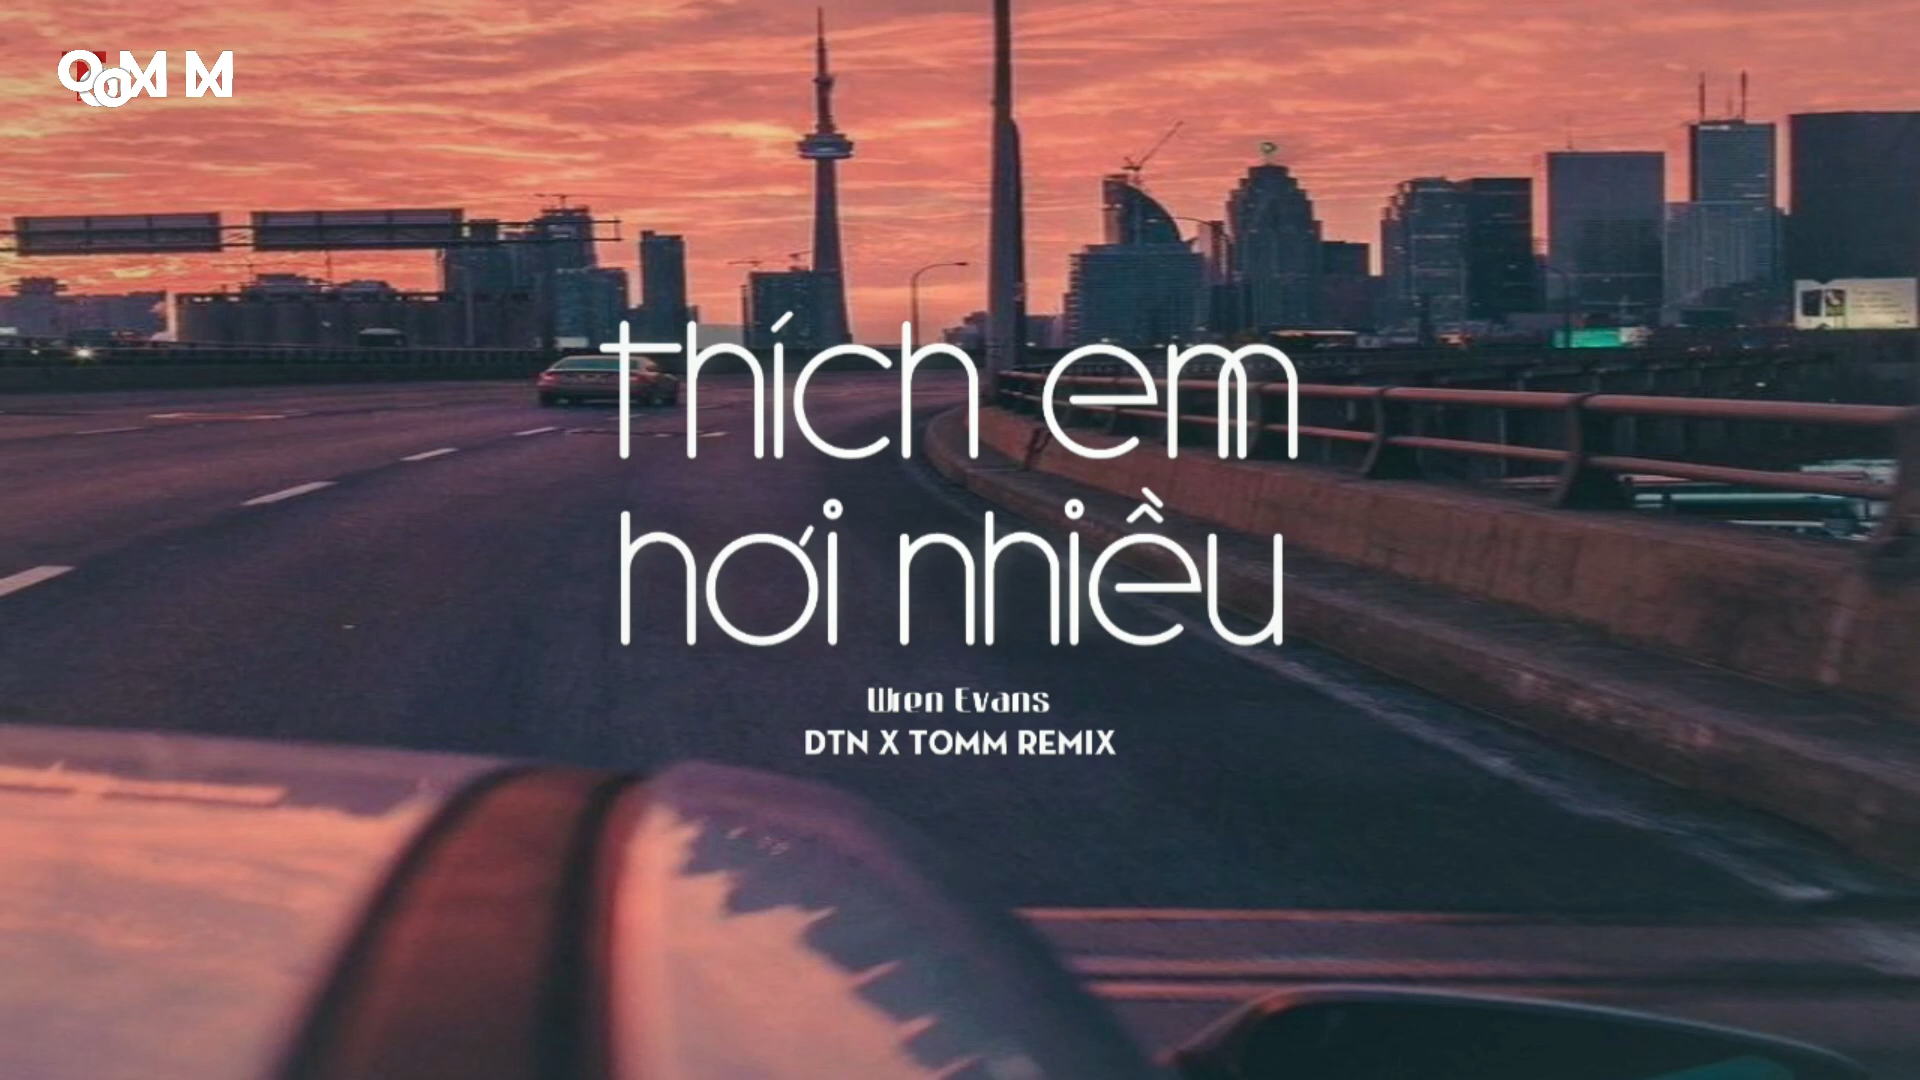 thích em
hơi nhiều
Wren Evans
DTN X TOMM REMIX